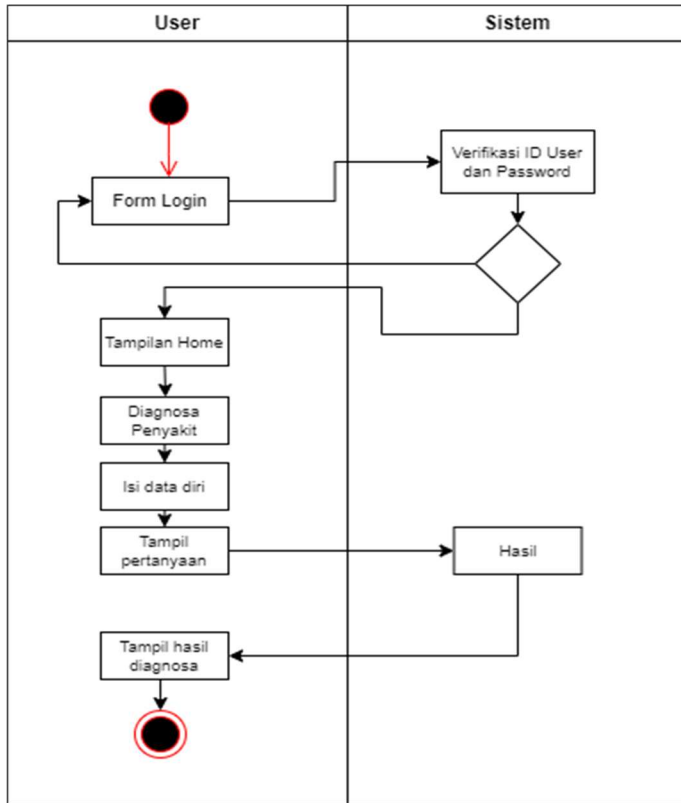 User
Sistem
Verifikasi ID User
dan Password
Form Login
Tampilan Home
Diagnosa
Penyakit
Isi data diri
Tampil
pertanyaan
Hasil
Tampil hasil
diagnosa